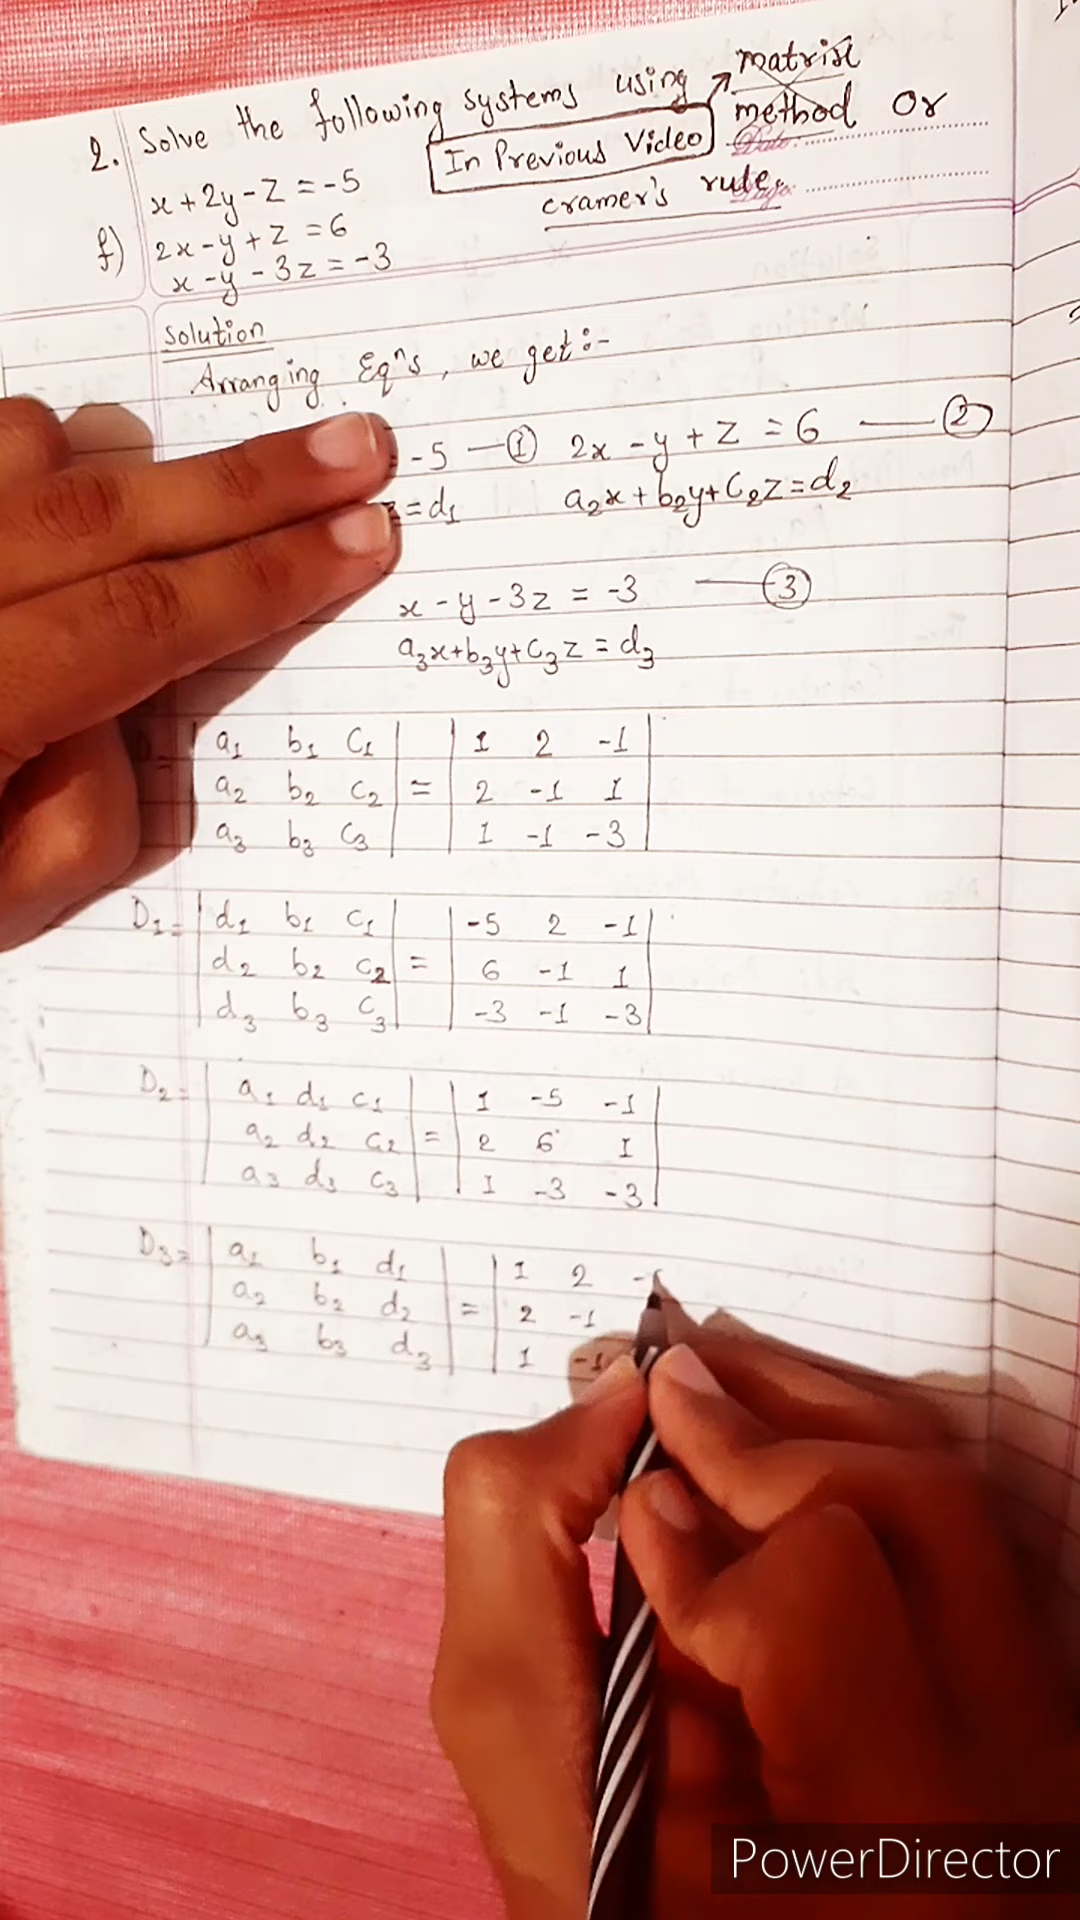 2. Solve the following systems using matrix
In Previous Video method Or
cramer's rule.
x + 2y - z = -5
f) 2x - y + z = 6
x - y - 3z = -3
Solution
Arranging Eqⁿs, we get :-
-5 — ① 2x - y + z = 6 — ②
z = d₁ a₂x + b₂y + c₂z = d₂
x - y - 3z = -3 — ③
a₃x + b₃y + c₃z = d₃
a₁ b₁ c₁ 1 2 -1
a₂ b₂ c₂ = 2 -1 1
a₃ b₃ c₃ 1 -1 -3
D₁ = d₁ b₁ c₁ -5 2 -1
d₂ b₂ c₂ = 6 -1 1
d₃ b₃ c₃ -3 -1 -3
D₂ = a₁ d₁ c₁ 1 -5 -1
a₂ d₂ c₂ = 2 6 1
a₃ d₃ c₃ 1 -3 -3
D₃ = a₁ b₁ d₁ 1 2
a₂ b₂ d₂ = 2 -1
a₃ b₃ d₃ 1 -1
PowerDirector